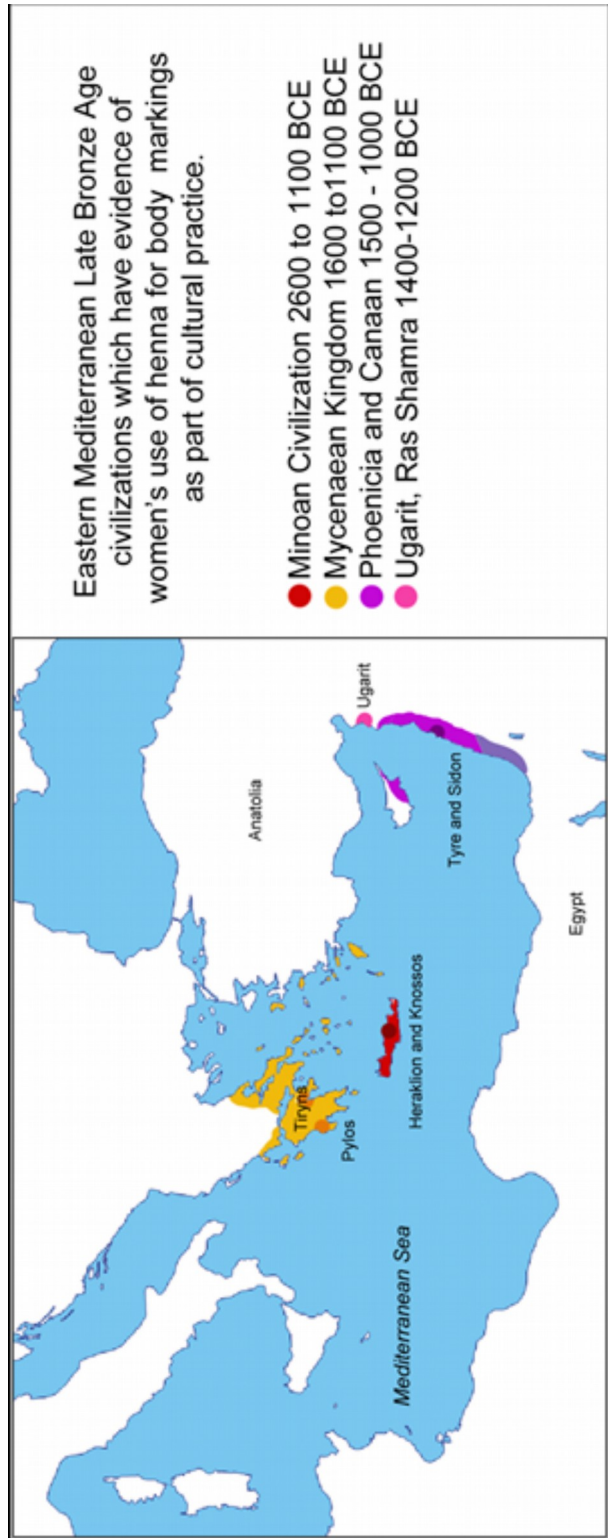 Eastern Mediterranean Late Bronze Age
civilizations which have evidence of
women's use of henna for body markings
as part of cultural practice.
Minoan Civilization 2600 to 1100 BCE
Mycenaean Kingdom 1600 to1100 BCE
Phoenicia and Canaan 1500 - 1000 BCE
Ugarit, Ras Shamra 1400-1200 BCE
Anatolia
Ugarit
Tiryns
Pylos
Tyre and Sidon
Heraklion and Knossos
Mediterranean Sea
Egypt